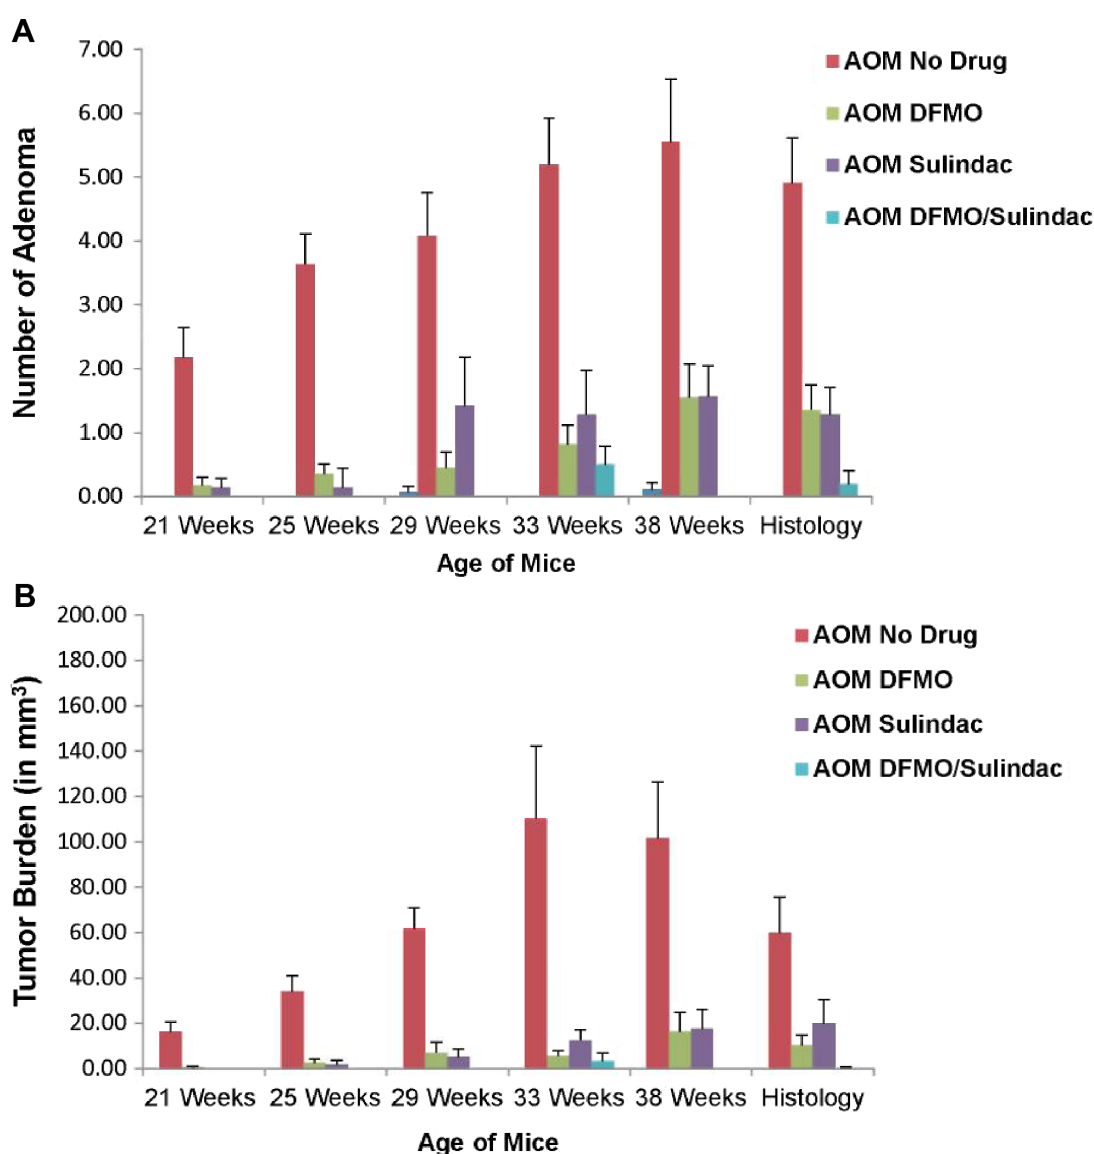 A
7.00
6.00
5.00
4.00
3.00
2.00
1.00
0.00
Number of Adenoma
AOM No Drug
AOM DFMO
AOM Sulindac
AOM DFMO/Sulindac
21 Weeks 25 Weeks 29 Weeks 33 Weeks 38 Weeks Histology
Age of Mice
B
200.00
180.00
160.00
140.00
120.00
100.00
80.00
60.00
40.00
20.00
0.00
Tumor Burden (in mm³)
AOM No Drug
AOM DFMO
AOM Sulindac
AOM DFMO/Sulindac
21 Weeks 25 Weeks 29 Weeks 33 Weeks 38 Weeks Histology
Age of Mice